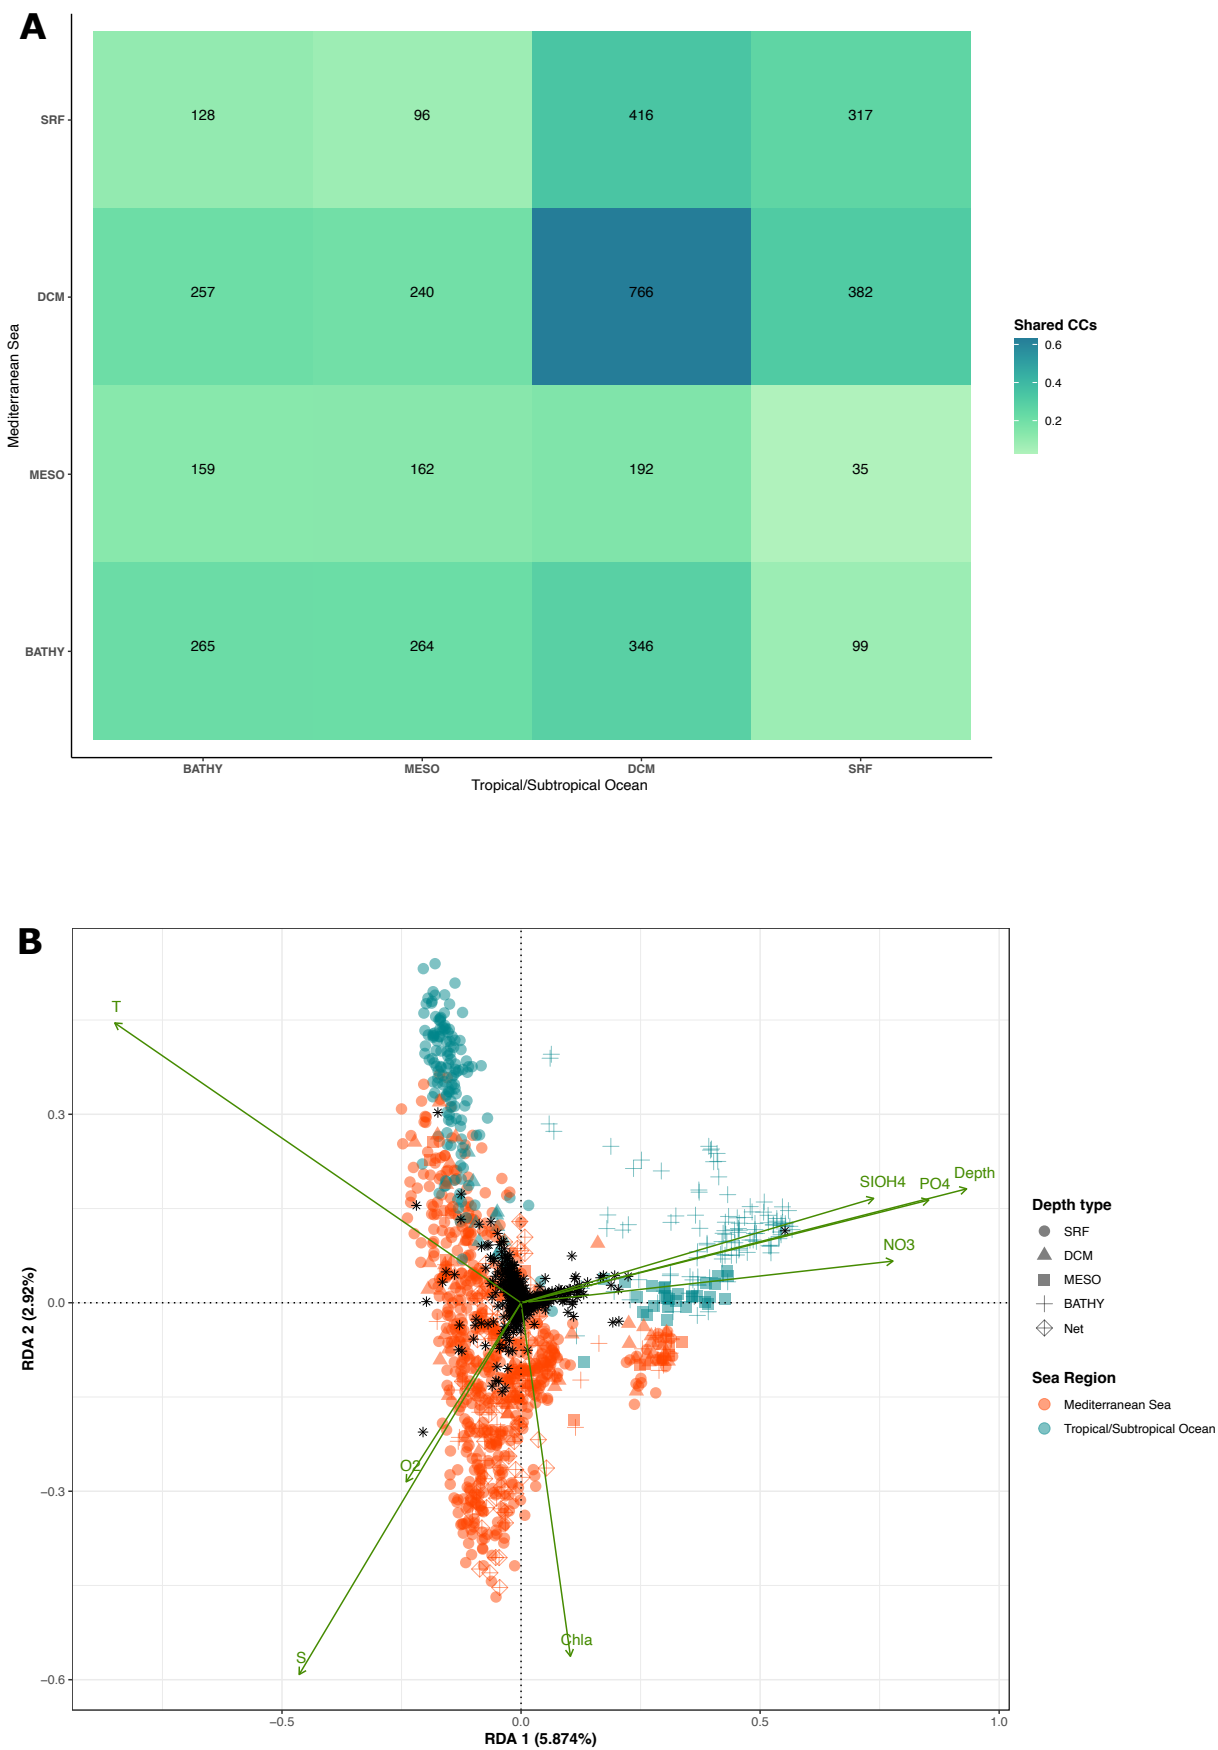 A
SRF
128
96
416
317
DCM
257
240
766
382
MESO
159
162
192
35
BATHY
265
264
346
99
Mediterranean Sea
BATHY
MESO
DCM
SRF
Tropical/Subtropical Ocean
Shared CCs
0.6
0.4
0.2
B
T
SIOH4
PO4
Depth
NO3
O2
S
Chla
0.3
0.0
−0.3
−0.6
RDA 2 (2.92%)
−0.5
0.0
0.5
1.0
RDA 1 (5.874%)
Depth type
SRF
DCM
MESO
BATHY
Net
Sea Region
Mediterranean Sea
Tropical/Subtropical Ocean